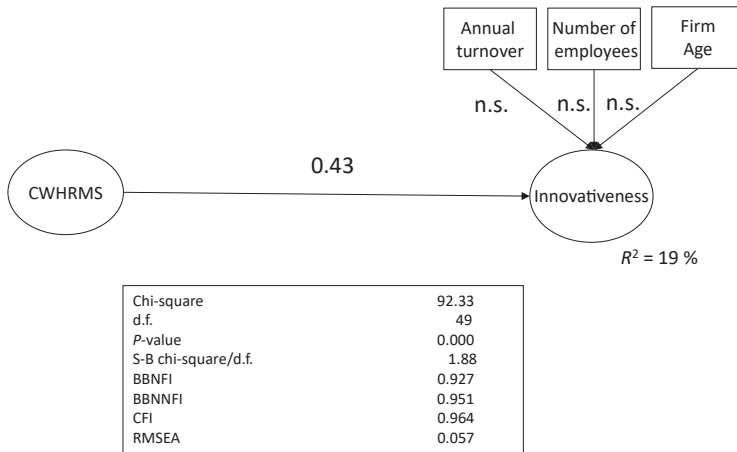 Annual
turnover
Number of
employees
Firm
Age
n.s.
n.s.
n.s.
0.43
CWHRMS
Innovativeness
R² = 19 %
Chi-square 92.33
d.f. 49
P-value 0.000
S-B chi-square/d.f. 1.88
BBNFI 0.927
BBNNFI 0.951
CFI 0.964
RMSEA 0.057